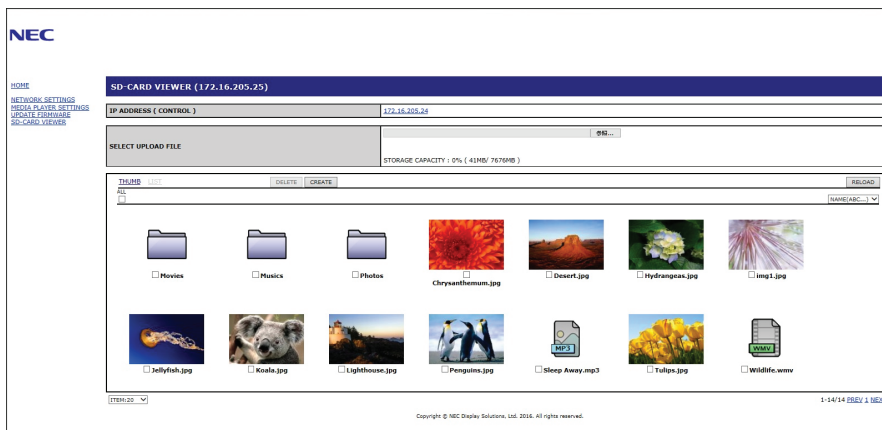 NEC
HOME
NETWORK SETTINGS
MEDIA PLAYER SETTINGS
UPDATE FIRMWARE
SD-CARD VIEWER
SD-CARD VIEWER (172.16.205.25)
IP ADDRESS ( CONTROL ) 172.16.205.24
SELECT UPLOAD FILE 参照...
STORAGE CAPACITY : 0% ( 41MB/ 7676MB )
THUMB LIST DELETE CREATE RELOAD
ALL
NAME(ABC...)
Movies Musics Photos Chrysanthemum.jpg Desert.jpg Hydrangeas.jpg img1.jpg
Jellyfish.jpg Koala.jpg Lighthouse.jpg Penguins.jpg MP3 Sleep Away.mp3 Tulips.jpg WMV Wildlife.wmv
ITEM:20 1-14/14 PREV 1 NEX
Copyright © NEC Display Solutions, Ltd. 2016. All rights reserved.